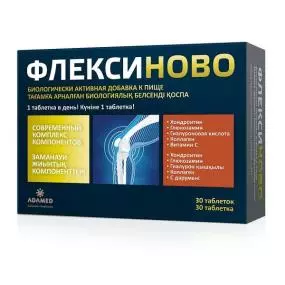 ФЛЕКСИНОВО
БИОЛОГИЧЕСКИ АКТИВНАЯ ДОБАВКА К ПИЩЕ
ТАҒАМҒА АРНАЛҒАН БИОЛОГИЯЛЫҚ БЕЛСЕНДІ ҚОСПА
1 таблетка в день! Күніне 1 таблетка!
СОВРЕМЕННЫЙ
КОМПЛЕКС
КОМПОНЕНТОВ
ЗАМАНАУИ
ЖИЫНТЫҚ
КОМПОНЕНТТЕР
• Хондроитин
• Глюкозамин
• Гиалуроновая кислота
• Коллаген
• Витамин С
• Хондроитин
• Глюкозамин
• Гиалурон қышқылы
• Коллаген
• С дәрумені
ADAMED
30 таблеток
30 таблетка
ФЛЕКСИНОВО